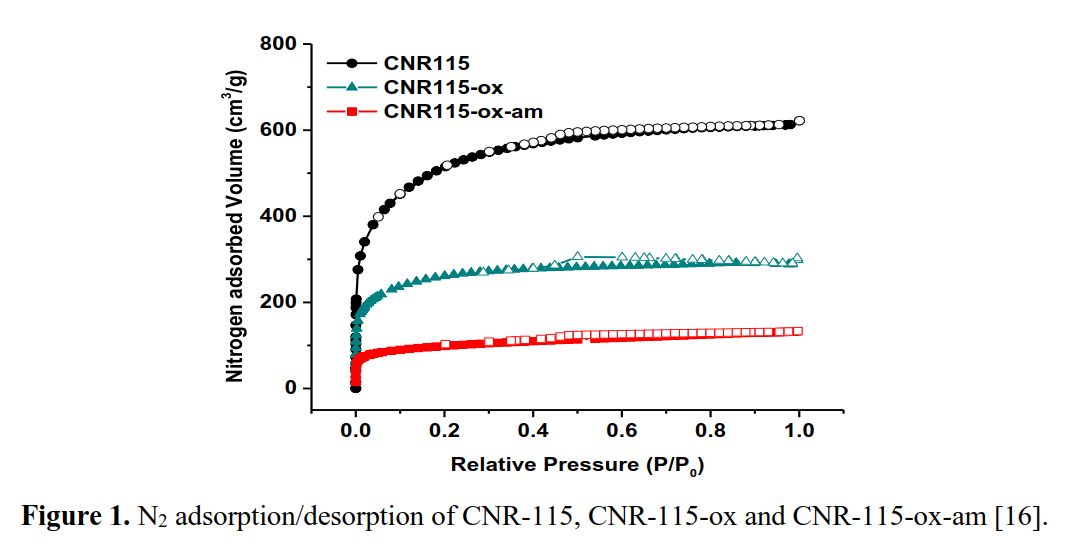 800
600
400
200
0
Nitrogen adsorbed Volume (cm³/g)
CNR115
CNR115-ox
CNR115-ox-am
0.0 0.2 0.4 0.6 0.8 1.0
Relative Pressure (P/P₀)
Figure 1. N₂ adsorption/desorption of CNR-115, CNR-115-ox and CNR-115-ox-am [16].